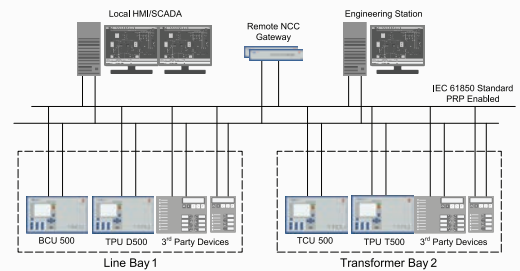 Local HMI/SCADA
Remote NCC
Gateway
Engineering Station
IEC 61850 Standard
PRP Enabled
BCU 500
TPU D500
3rd Party Devices
TCU 500
TPU T500
3rd Party Devices
Line Bay 1
Transformer Bay 2